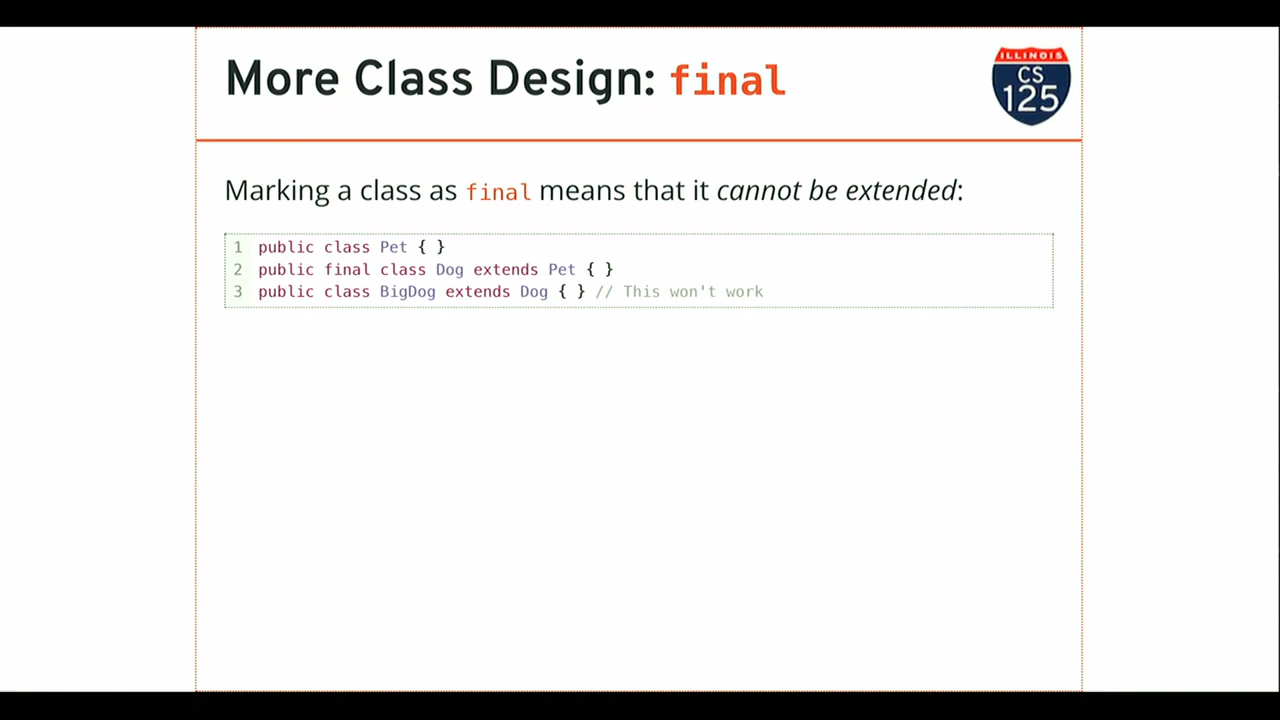 More Class Design: final
ILLINOIS
CS
125
Marking a class as final means that it cannot be extended:
1 public class Pet { }
2 public final class Dog extends Pet { }
3 public class BigDog extends Dog { } // This won't work